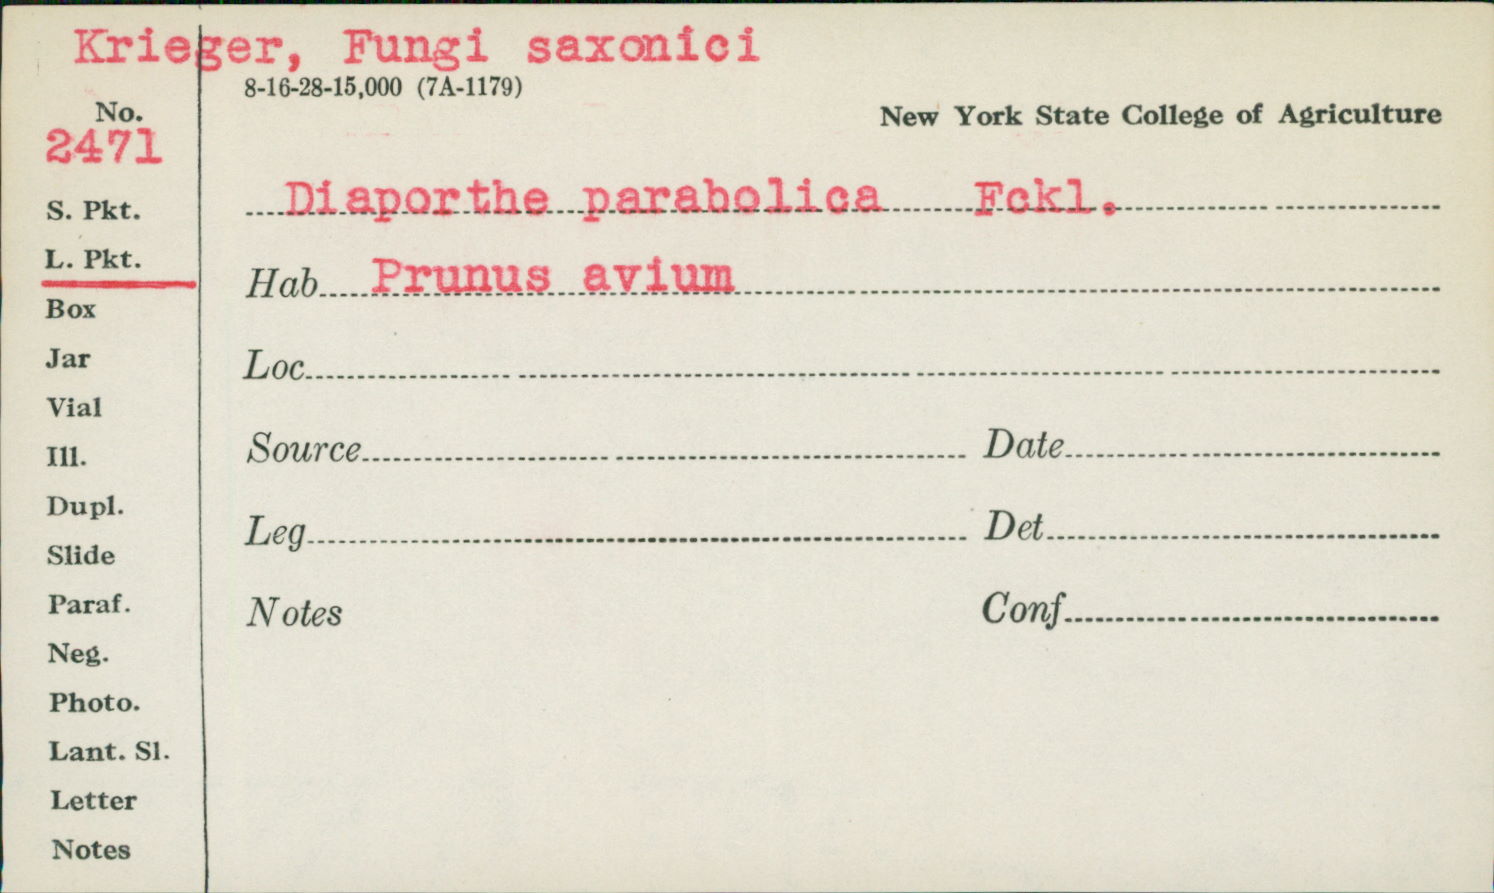 Krieger, Fungi saxonici
8-16-28-15,000 (7A-1179)
New York State College of Agriculture
No.
2471
S. Pkt.
L. Pkt.
Box
Jar
Vial
Ill.
Dupl.
Slide
Paraf.
Neg.
Photo.
Lant. Sl.
Letter
Notes
Diaporthe parabolica Fckl.
Hab Prunus avium
Loc
Source Date
Leg Det
Notes Conf